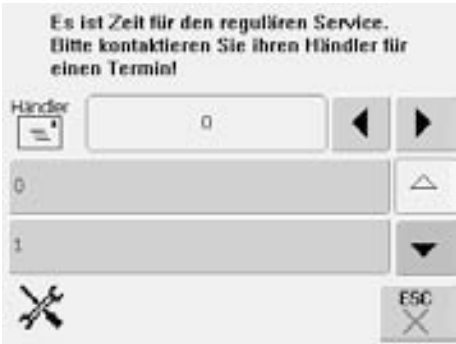 Es ist Zeit für den regulären Service.
Bitte kontaktieren Sie ihren Händler für
einen Termin!
Händler
0
0
1
ESC